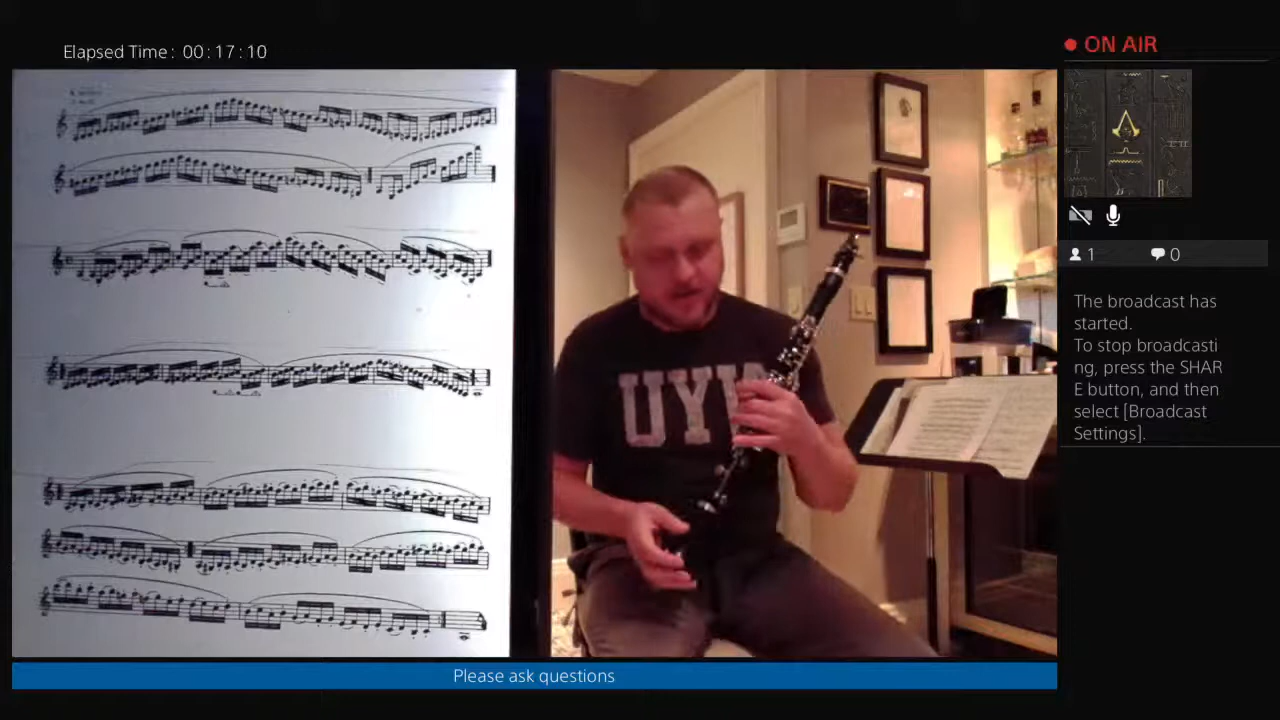 Elapsed Time: 00:17:10
ON AIR
1
0
The broadcast has
started.
To stop broadcasti
ng, press the SHAR
E button, and then
select [Broadcast
Settings].
UYW
Please ask questions